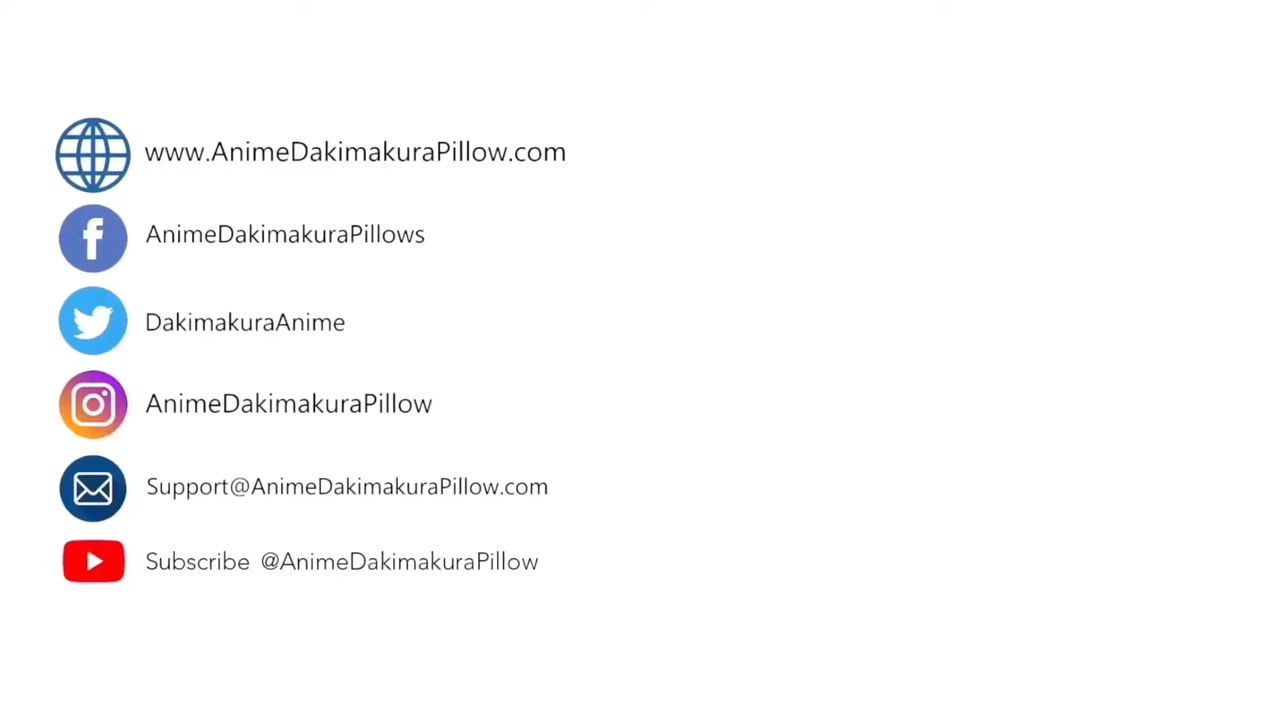 www.AnimeDakimakuraPillow.com
AnimeDakimakuraPillows
DakimakuraAnime
AnimeDakimakuraPillow
Support@AnimeDakimakuraPillow.com
Subscribe @AnimeDakimakuraPillow